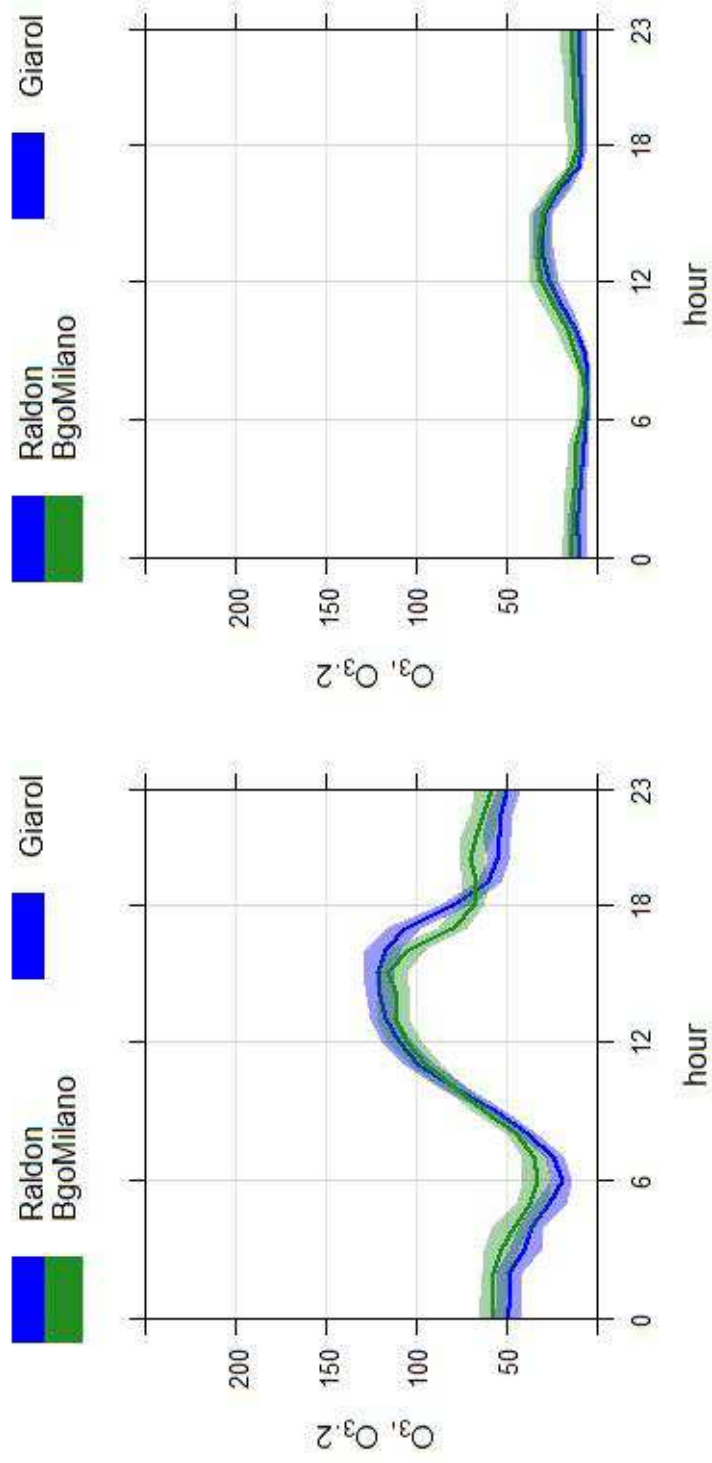 Raldon Giarol
BgoMilano
200
150
100
50
O₃, O₃.2
0 6 12 18 23
hour
Raldon Giarol
BgoMilano
200
150
100
50
O₃, O₃.2
0 6 12 18 23
hour